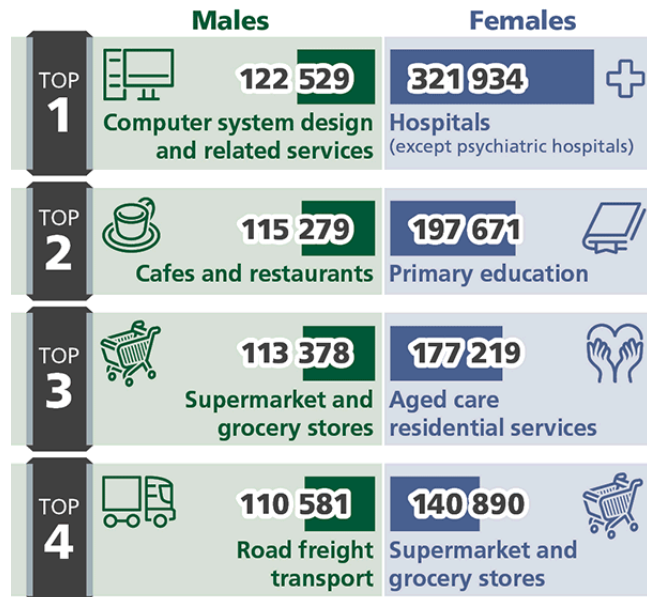 Males
Females
TOP
1
122 529
Computer system design
and related services
321 934
Hospitals
(except psychiatric hospitals)
TOP
2
115 279
Cafes and restaurants
197 671
Primary education
TOP
3
113 378
Supermarket and
grocery stores
177 219
Aged care
residential services
TOP
4
110 581
Road freight
transport
140 890
Supermarket and
grocery stores